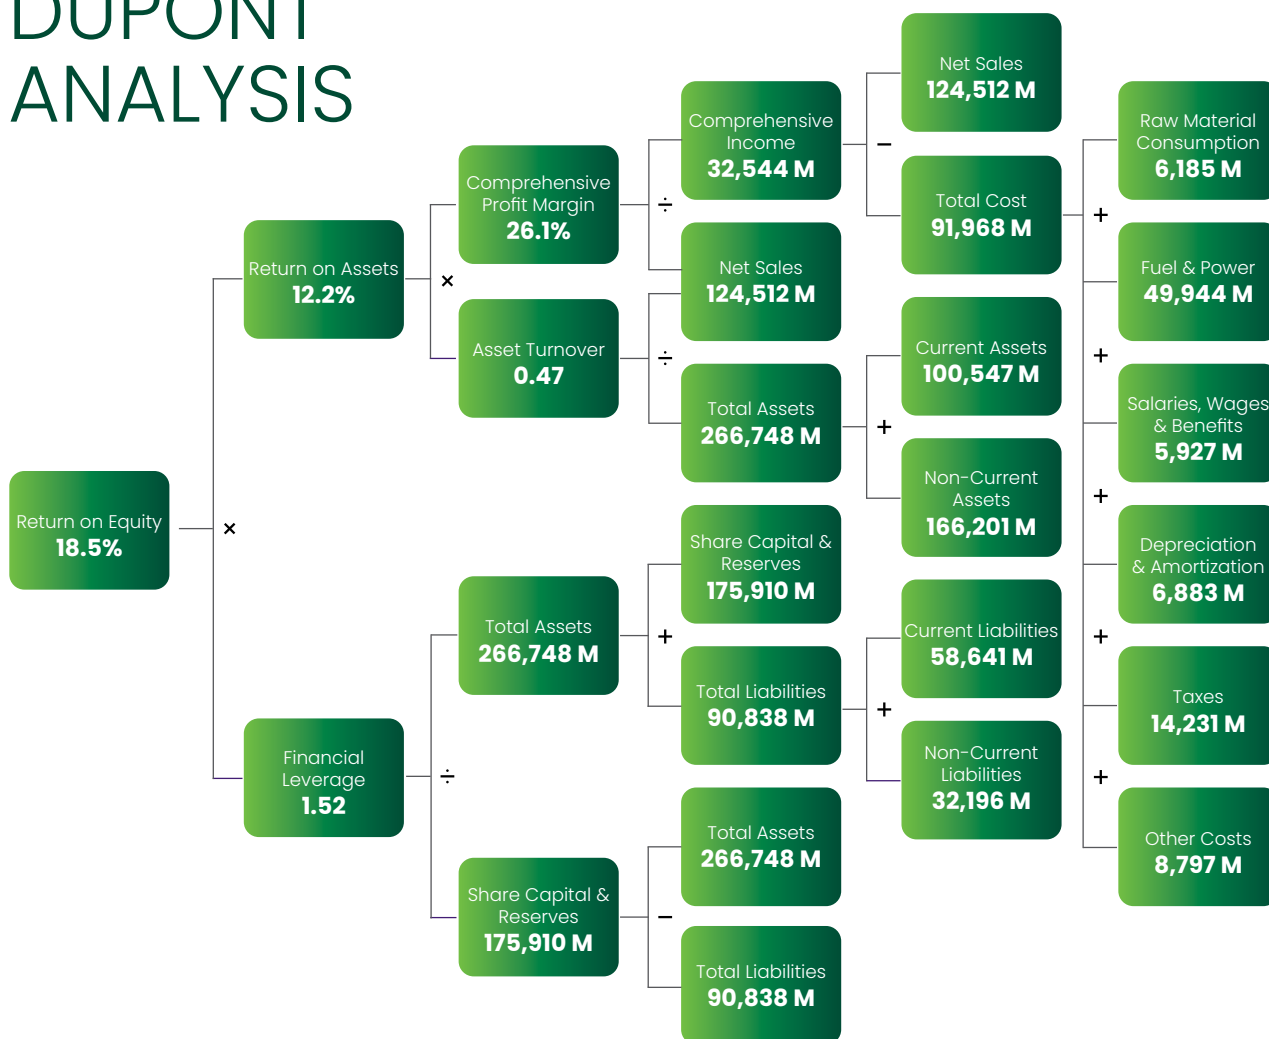 DUPONT
ANALYSIS
Return on Equity
18.5%
×
Return on Assets
12.2%
×
Financial
Leverage
1.52
÷
Comprehensive
Profit Margin
26.1%
÷
Asset Turnover
0.47
÷
Total Assets
266,748 M
+
Share Capital &
Reserves
175,910 M
−
Comprehensive
Income
32,544 M
−
Net Sales
124,512 M
Total Assets
266,748 M
+
Share Capital &
Reserves
175,910 M
Total Liabilities
90,838 M
+
Total Assets
266,748 M
Total Liabilities
90,838 M
Net Sales
124,512 M
Total Cost
91,968 M
Current Assets
100,547 M
Non-Current
Assets
166,201 M
Current Liabilities
58,641 M
Non-Current
Liabilities
32,196 M
Raw Material
Consumption
6,185 M
+
Fuel & Power
49,944 M
+
Salaries, Wages
& Benefits
5,927 M
+
Depreciation
& Amortization
6,883 M
+
Taxes
14,231 M
+
Other Costs
8,797 M